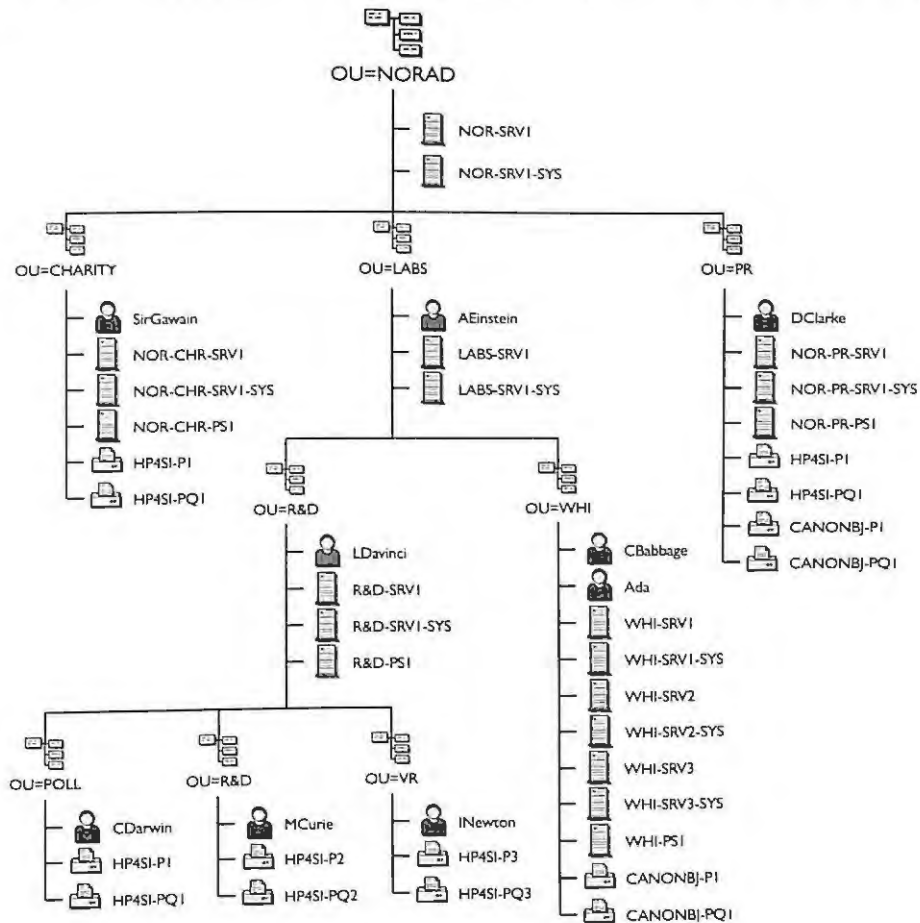 OU=NORAD
NOR-SRV1
NOR-SRV1-SYS
OU=CHARITY
SirGawain
NOR-CHR-SRV1
NOR-CHR-SRV1-SYS
NOR-CHR-PS1
HP4SI-P1
HP4SI-PQ1
OU=LABS
AEinstein
LABS-SRV1
LABS-SRV1-SYS
OU=PR
DClarke
NOR-PR-SRV1
NOR-PR-SRV1-SYS
NOR-PR-PS1
HP4SI-P1
HP4SI-PQ1
CANONBJ-P1
CANONBJ-PQ1
OU=R&D
LDavinci
R&D-SRV1
R&D-SRV1-SYS
R&D-PS1
OU=WHI
CBabbage
Ada
WHI-SRV1
WHI-SRV1-SYS
WHI-SRV2
WHI-SRV2-SYS
WHI-SRV3
WHI-SRV3-SYS
WHI-PS1
CANONBJ-P1
CANONBJ-PQ1
OU=POLL
CDarwin
HP4SI-P1
HP4SI-PQ1
OU=R&D
MCurie
HP4SI-P2
HP4SI-PQ2
OU=VR
INewton
HP4SI-P3
HP4SI-PQ3